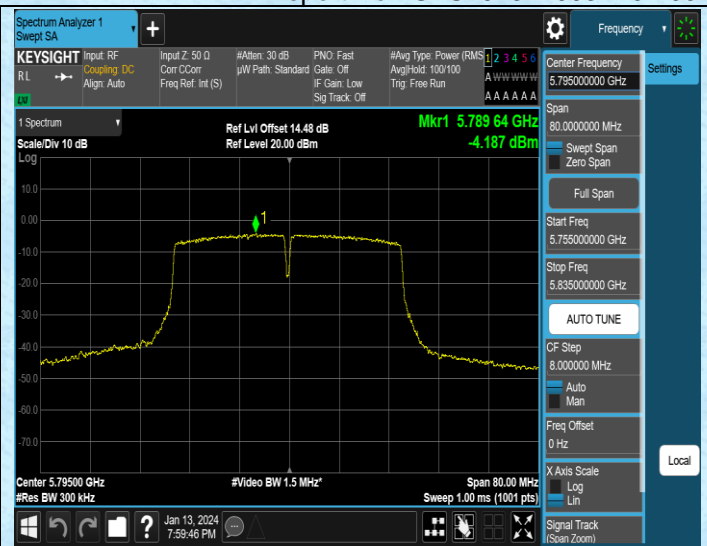 Spectrum Analyzer 1
Swept SA
+
Frequency
KEYSIGHT
RL
LXI
Input: RF
Coupling: DC
Align: Auto
Input Z: 50 Ω
Corr CCorr
Freq Ref: Int (S)
#Atten: 30 dB
µW Path: Standard
PNO: Fast
Gate: Off
IF Gain: Low
Sig Track: Off
#Avg Type: Power (RMS
Avg|Hold: 100/100
Trig: Free Run
1 2 3 4 5 6
A W W W W W
A A A A A A
1 Spectrum
Scale/Div 10 dB
Log
Ref Lvl Offset 14.48 dB
Ref Level 20.00 dBm
Mkr1 5.789 64 GHz
-4.187 dBm
10.0
0.00
-10.0
-20.0
-30.0
-40.0
-50.0
-60.0
-70.0
1
Center 5.79500 GHz
#Res BW 300 kHz
#Video BW 1.5 MHz*
Span 80.00 MHz
Sweep 1.00 ms (1001 pts)
Jan 13, 2024
7:59:46 PM
?
Center Frequency
5.795000000 GHz
Settings
Span
80.0000000 MHz
Swept Span
Zero Span
Full Span
Start Freq
5.755000000 GHz
Stop Freq
5.835000000 GHz
AUTO TUNE
CF Step
8.000000 MHz
Auto
Man
Freq Offset
0 Hz
X Axis Scale
Log
Lin
Local
Signal Track
(Span Zoom)